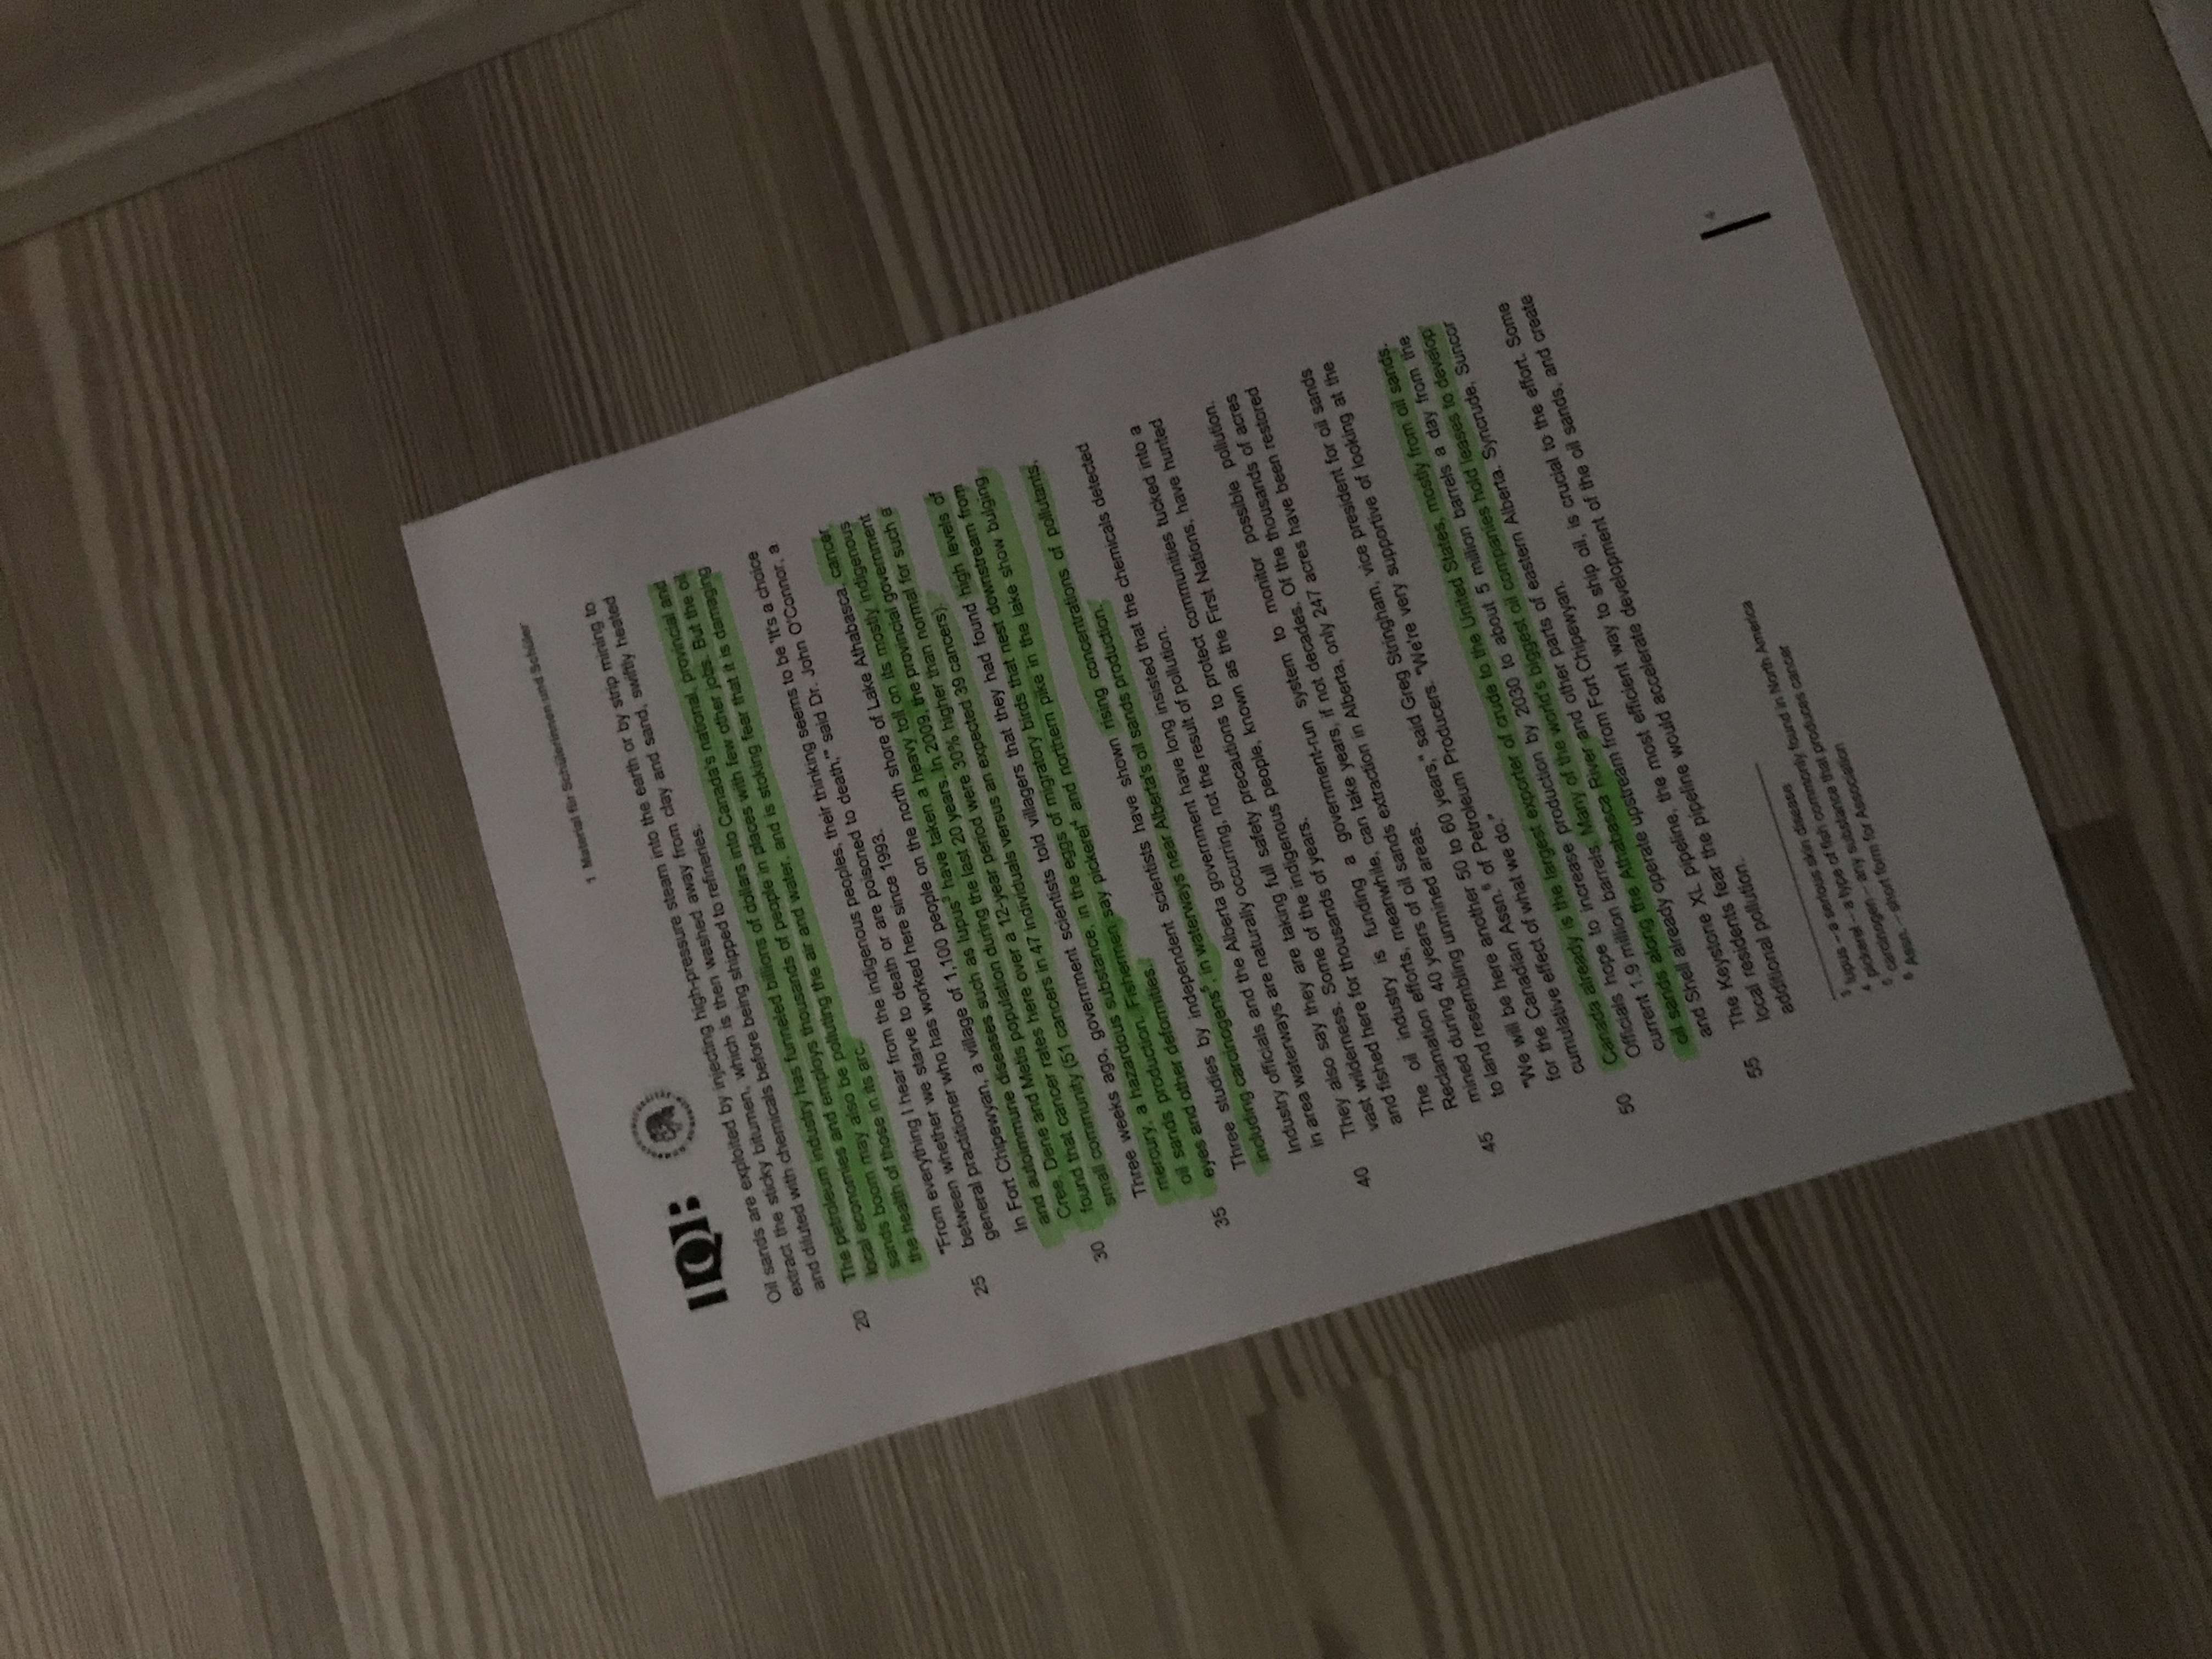 1 Material für Schülerinnen und Schüler
IQB
Oil sands are exploited by injecting high-pressure steam into the earth or by strip mining to
extract the sticky bitumen, which is then washed away from clay and sand, swiftly heated
and diluted with chemicals before being shipped to refineries.
20 The petroleum industry has funneled billions of dollars into Canada's national, provincial and
local economies and employs thousands of people in places with few other jobs. But the oil
sands boom may also be polluting the air and water, and is stoking fear that it is damaging
the health of those in its arc.
"From everything I hear from the indigenous peoples, their thinking seems to be 'It's a choice
25 between whether we starve to death or are poisoned to death,'" said Dr. John O'Connor, a
general practitioner who has worked here since 1993.
In Fort Chipewyan, a village of 1,100 people on the north shore of Lake Athabasca, cancer
and autoimmune diseases such as lupus³ have taken a heavy toll on its mostly indigenous
Cree, Dene and Metis population during the last 20 years. In 2009, the provincial government
30 found that cancer rates here over a 12-year period were 30% higher than normal for such a
small community (51 cancers in 47 individuals versus an expected 39 cancers).
Three weeks ago, government scientists told villagers that they had found high levels of
mercury, a hazardous substance, in the eggs of migratory birds that nest downstream from
oil sands production. Fishermen say pickerel⁴ and northern pike in the lake show bulging
35 eyes and other deformities.
Three studies by independent scientists have shown rising concentrations of pollutants,
including carcinogens⁵, in waterways near Alberta's oil sands production.
Industry officials and the Alberta government have long insisted that the chemicals detected
in area waterways are naturally occurring, not the result of pollution.
40 They also say they are taking full safety precautions to protect communities tucked into a
vast wilderness. Some of the indigenous people, known as the First Nations, have hunted
and fished here for thousands of years.
The oil industry is funding a government-run system to monitor possible pollution.
Reclamation efforts, meanwhile, can take years, if not decades. Of the thousands of acres
45 mined during 40 years of oil sands extraction in Alberta, only 247 acres have been restored
to land resembling unmined areas.
"We will be here another 50 to 60 years," said Greg Stringham, vice president for oil sands
for the Canadian Assn.⁶ of Petroleum Producers. "We're very supportive of looking at the
cumulative effect of what we do."
50 Canada already is the largest exporter of crude to the United States, mostly from oil sands.
Officials hope to increase production by 2030 to about 5 million barrels a day from the
current 1.9 million barrels. Many of the world's biggest oil companies hold leases to develop
oil sands along the Athabasca River and other parts of eastern Alberta. Syncrude, Suncor
and Shell already operate upstream from Fort Chipewyan.
55 The Keystone XL pipeline, the most efficient way to ship oil, is crucial to the effort. Some
local residents fear the pipeline would accelerate development of the oil sands, and create
additional pollution.
³ lupus – a serious skin disease
⁴ pickerel – a type of fish commonly found in North America
⁵ carcinogen – any substance that produces cancer
⁶ Assn. – short form for Association
4